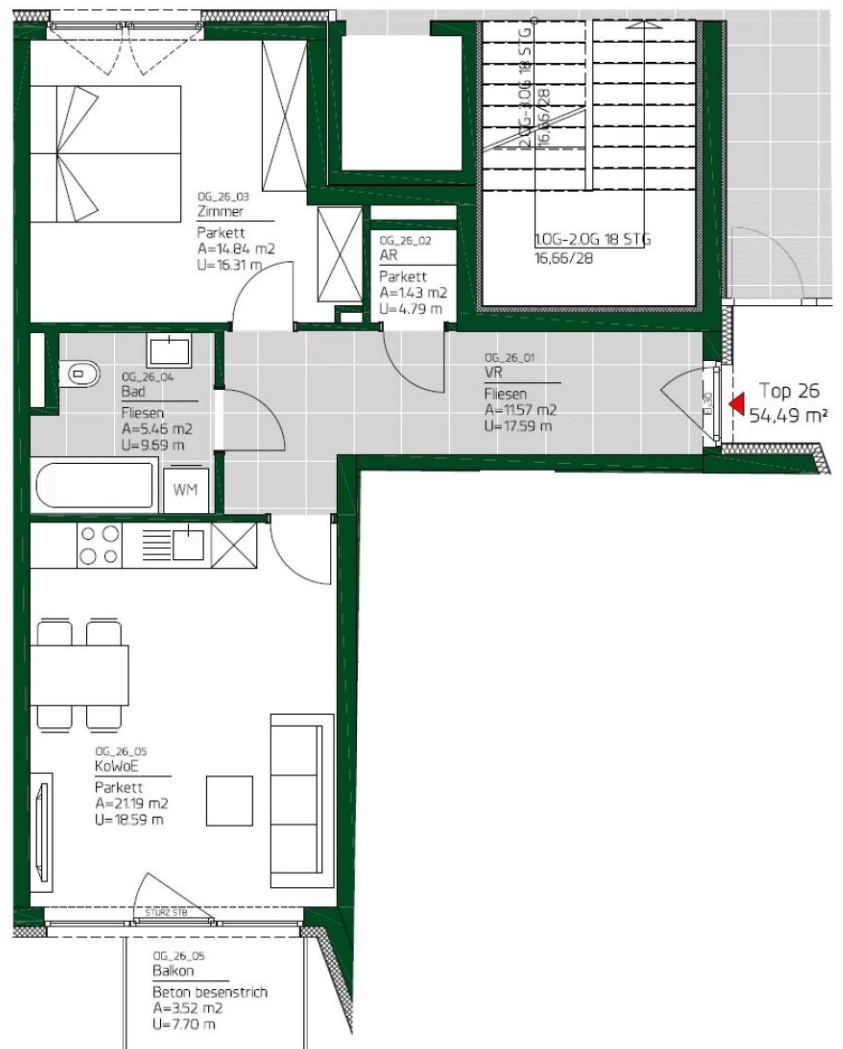 2.OG-3.OG 18 STG
16,66/28
1.OG-2.OG 18 STG
16,66/28
OG_26_03
Zimmer
Parkett
A=14.84 m2
U=16.31 m
OG_26_02
AR
Parkett
A=1.43 m2
U=4.79 m
OG_26_01
VR
Fliesen
A=11.57 m2
U=17.59 m
Top 26
54,49 m²
OG_26_04
Bad
Fliesen
A=5.46 m2
U=9.69 m
WM
OG_26_05
KoWoE
Parkett
A=21.19 m2
U=18.59 m
STURZ STB
OG_26_05
Balkon
Beton besenstrich
A=3.52 m2
U=7.70 m